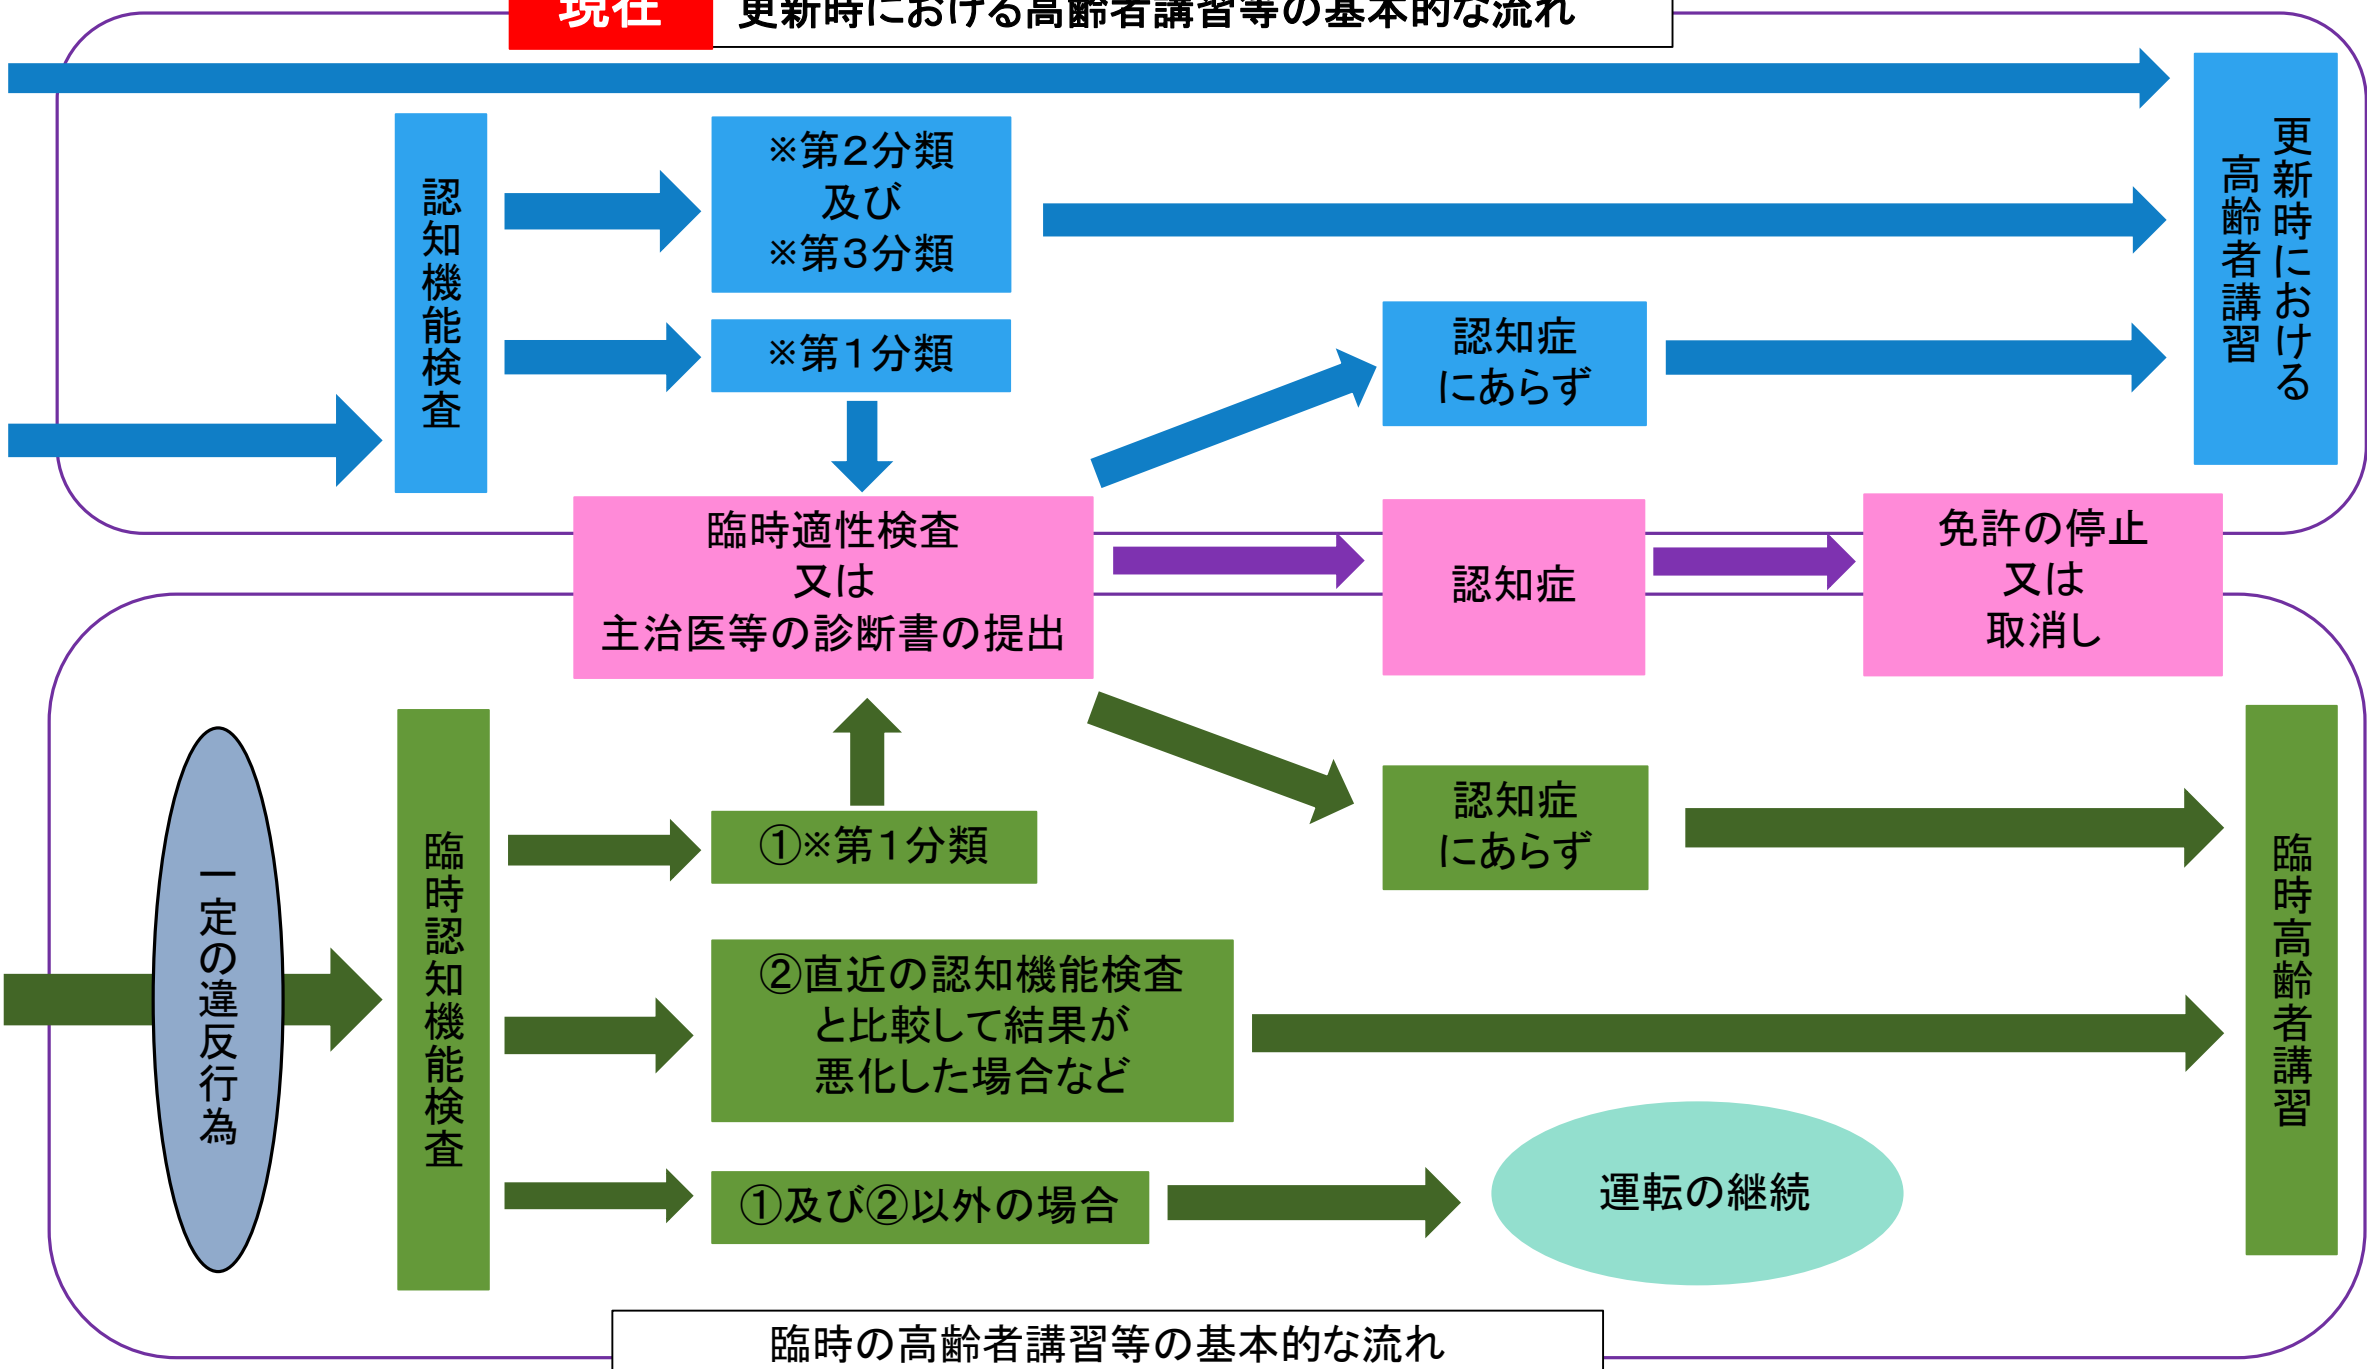 現在
更新時における高齢者講習等の基本的な流れ
認知機能検査
※第２分類
及び
※第３分類
※第１分類
認知症
にあらず
更新時における
高齢者講習
臨時適性検査
又は
主治医等の診断書の提出
認知症
免許の停止
又は
取消し
一定の違反行為
臨時認知機能検査
①※第１分類
認知症
にあらず
②直近の認知機能検査
と比較して結果が
悪化した場合など
①及び②以外の場合
運転の継続
臨時高齢者講習
臨時の高齢者講習等の基本的な流れ